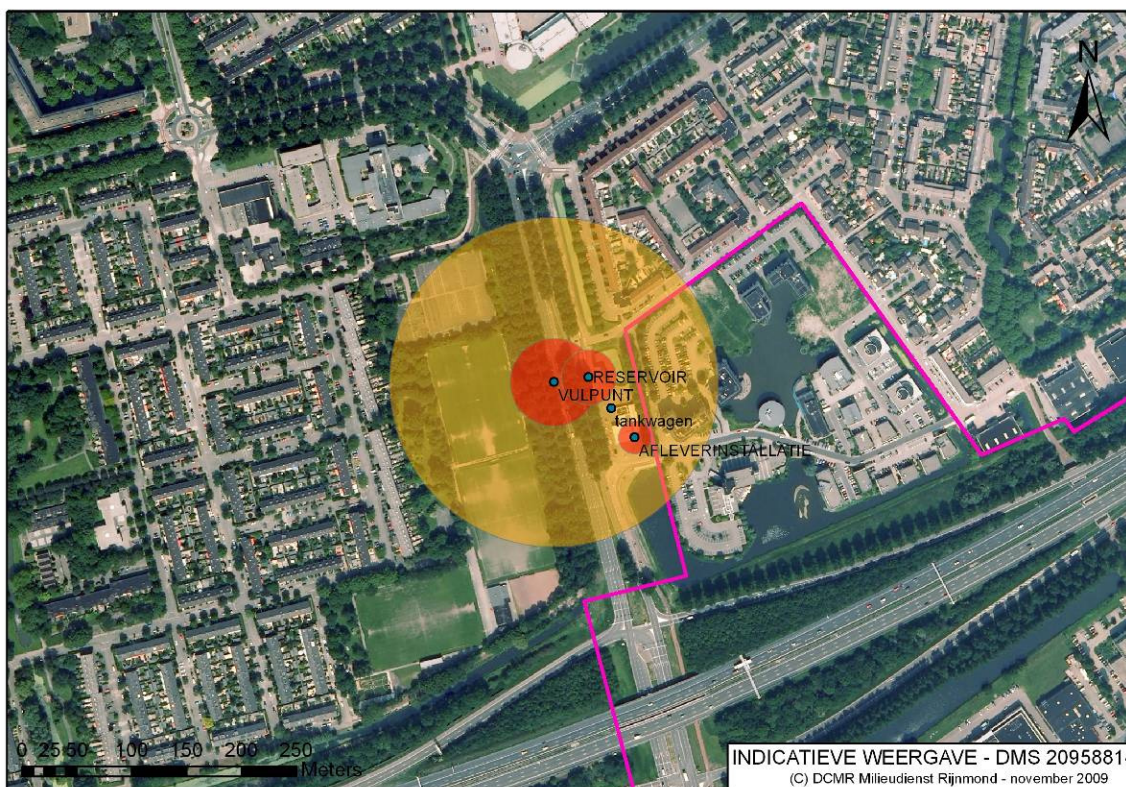 N
RESERVOIR
VULPUNT
tankwagen
AFLEVERINSTALLATIE
0 25 50 100 150 200 250
Meters
INDICATIEVE WEERGAVE - DMS 20958814
(C) DCMR Milieudienst Rijnmond - november 2009